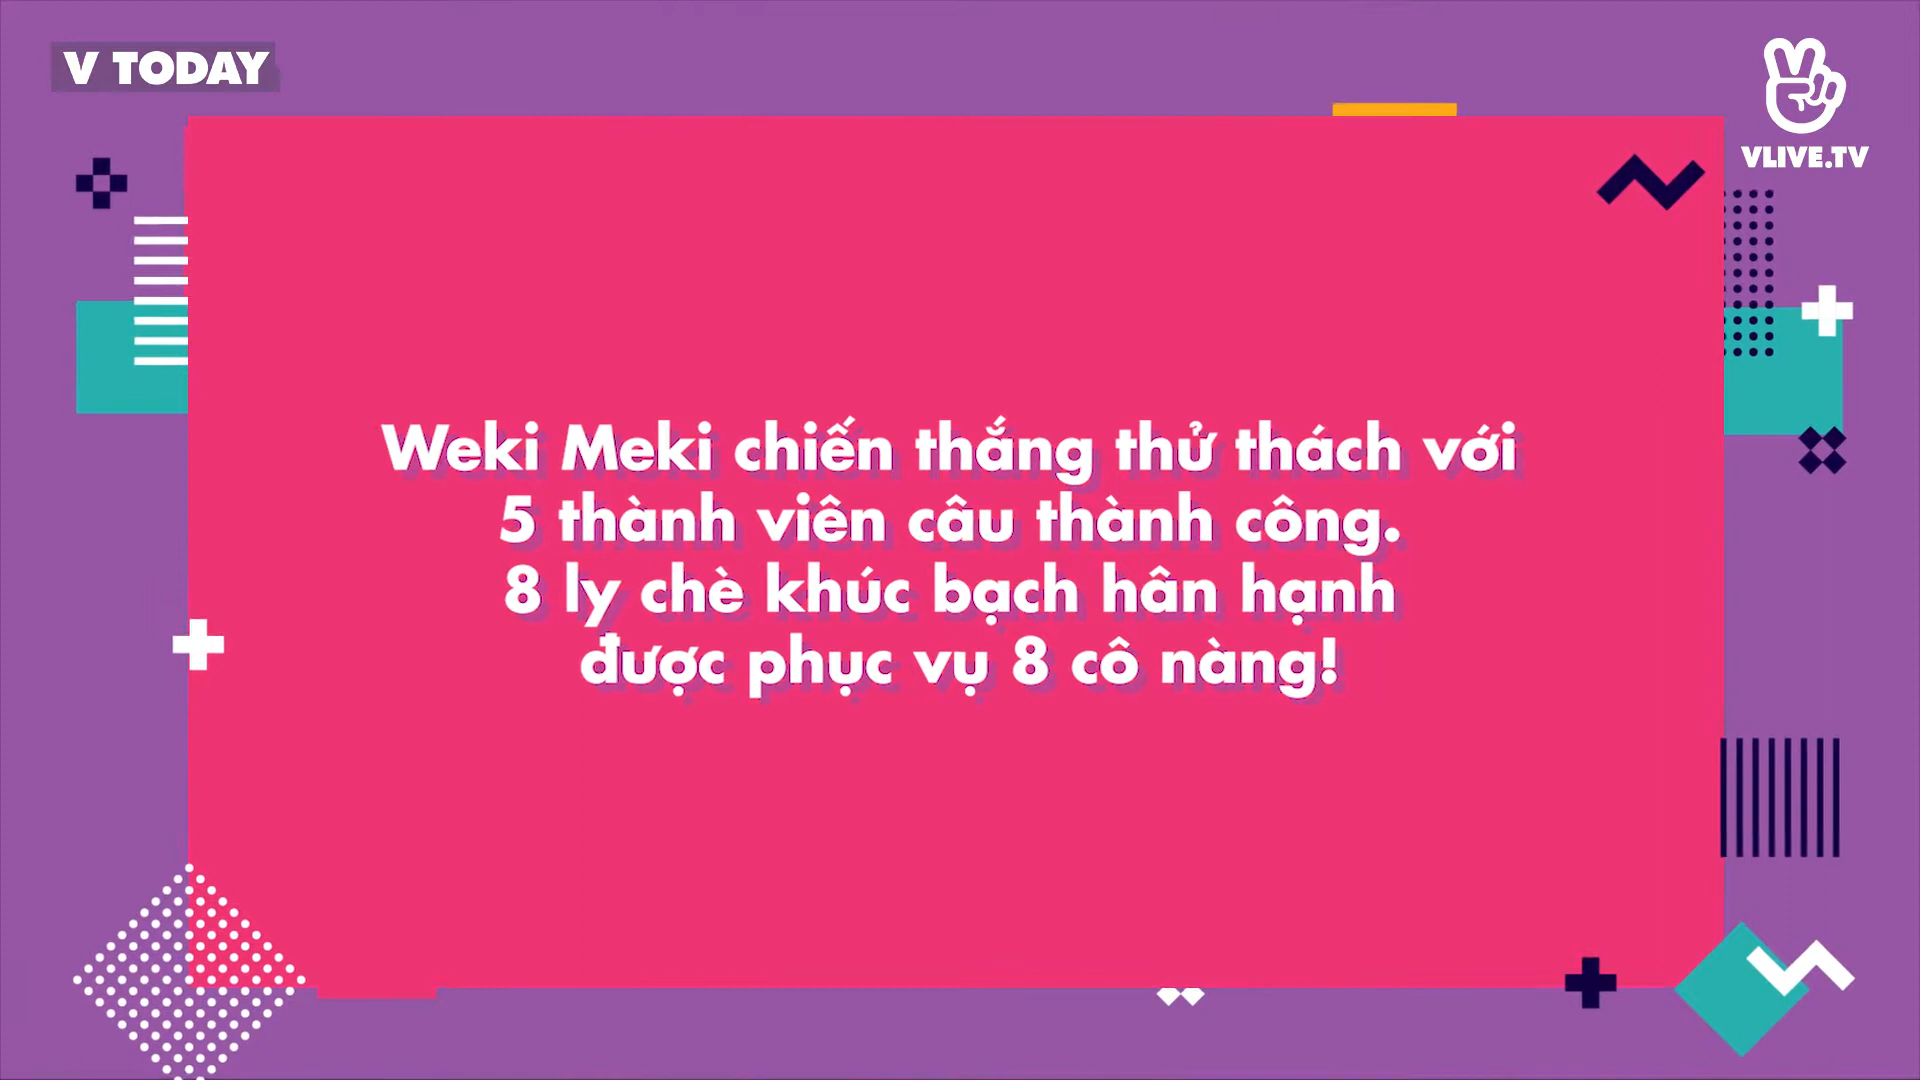 V TODAY
VLIVE.TV
Weki Meki chiến thắng thử thách với
5 thành viên câu thành công.
8 ly chè khúc bạch hân hạnh
được phục vụ 8 cô nàng!